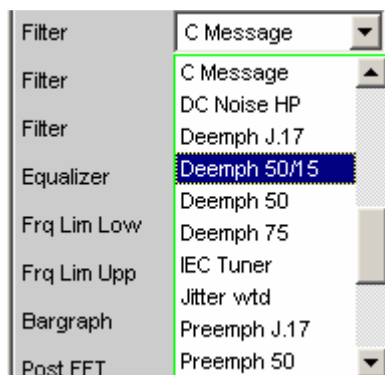 Filter C Message
Filter C Message
DC Noise HP
Filter Deemph J.17
Equalizer Deemph 50/15
Deemph 50
Frq Lim Low Deemph 75
Frq Lim Upp IEC Tuner
Jitter wtd
Bargraph Preemph J.17
Post FFT Preemph 50